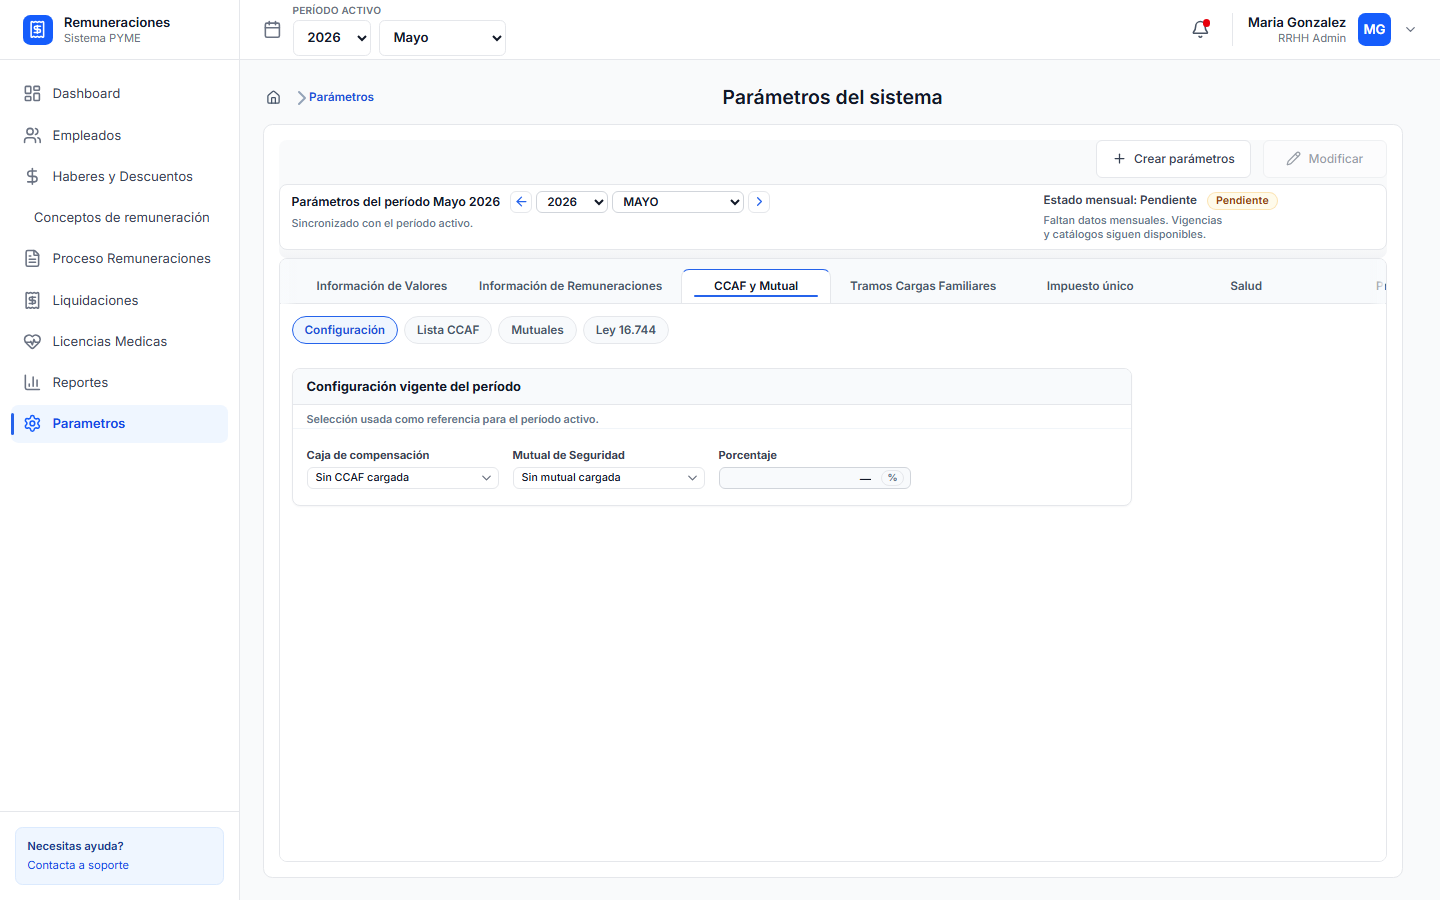 Remuneraciones
Sistema PYME
PERÍODO ACTIVO
2026
Mayo
Maria Gonzalez
RRHH Admin
MG
Dashboard
Empleados
Haberes y Descuentos
Conceptos de remuneración
Proceso Remuneraciones
Liquidaciones
Licencias Medicas
Reportes
Parametros
Necesitas ayuda?
Contacta a soporte
Parámetros
Parámetros del sistema
Crear parámetros
Modificar
Parámetros del período Mayo 2026
2026
MAYO
Sincronizado con el período activo.
Estado mensual: Pendiente
Pendiente
Faltan datos mensuales. Vigencias
y catálogos siguen disponibles.
Información de Valores
Información de Remuneraciones
CCAF y Mutual
Tramos Cargas Familiares
Impuesto único
Salud
Configuración
Lista CCAF
Mutuales
Ley 16.744
Configuración vigente del período
Selección usada como referencia para el período activo.
Caja de compensación
Mutual de Seguridad
Porcentaje
Sin CCAF cargada
Sin mutual cargada
— %